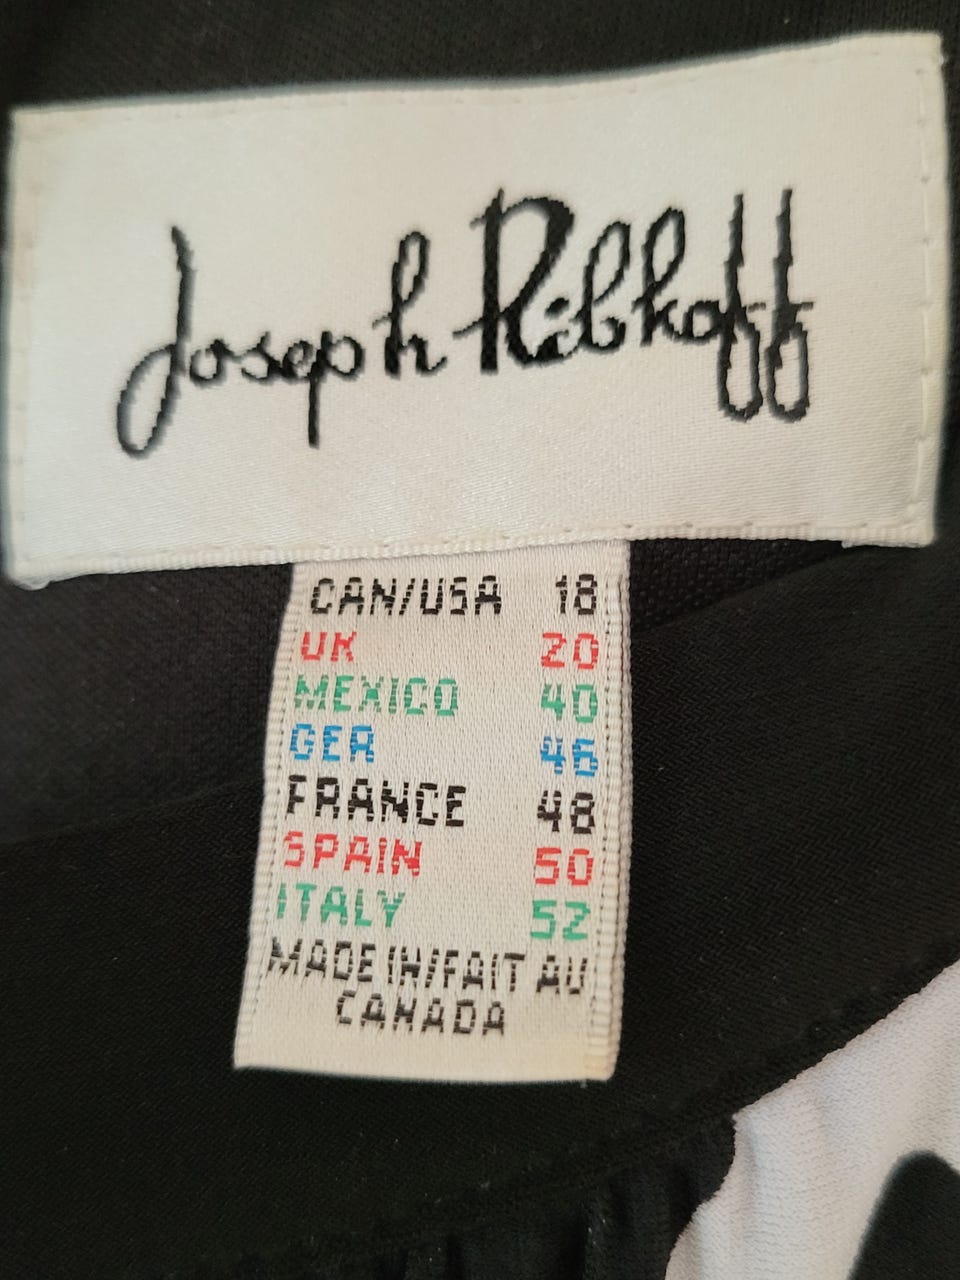 Joseph Ribkoff
CAN/USA 18
UK 20
MEXICO 40
GER 46
FRANCE 48
SPAIN 50
ITALY 52
MADE IN/FAIT AU
CANADA